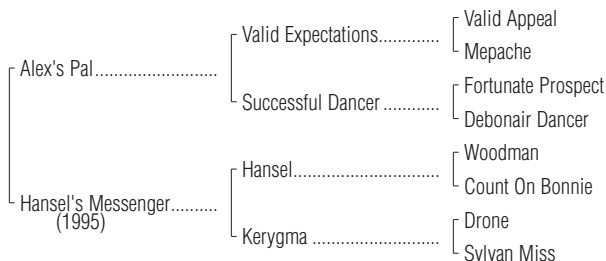 Valid Appeal
Valid Expectations.............
Mepache
Alex's Pal..........................
Fortunate Prospect
Successful Dancer ............
Debonair Dancer
Woodman
Hansel...............................
Count On Bonnie
Hansel's Messenger..........
(1995)
Drone
Kerygma ...........................
Sylvan Miss